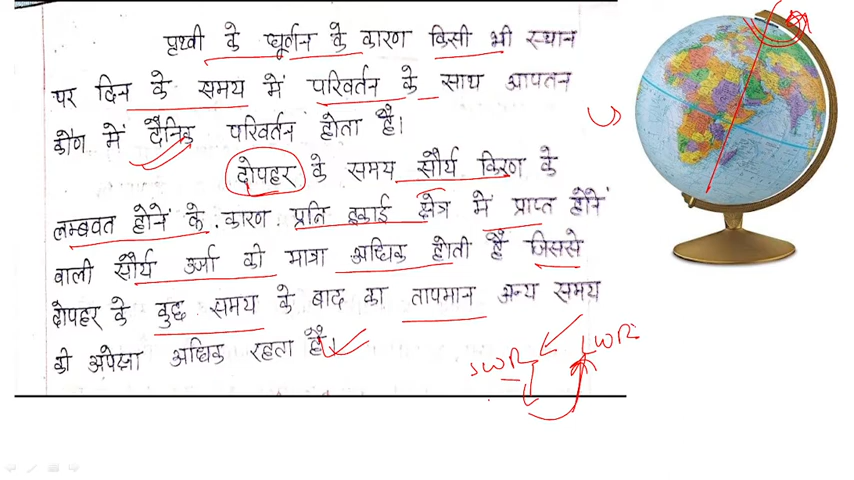 पृथ्वी के घूर्णन के कारण किसी भी स्थान
पर दिन के समय में परिवर्तन के साथ आपतन
कोण में दैनिक परिवर्तन होता है।
दोपहर के समय सौर्य किरण के
लम्बवत होनें के कारण प्रति इकाई क्षेत्र में प्राप्त होनें
वाली सौर्य उर्जा की मात्रा अधिक होती है जिससे
दोपहर के कुछ समय के बाद का तापमान अन्य समय
की अपेक्षा अधिक रहता है।
SWR
LWR